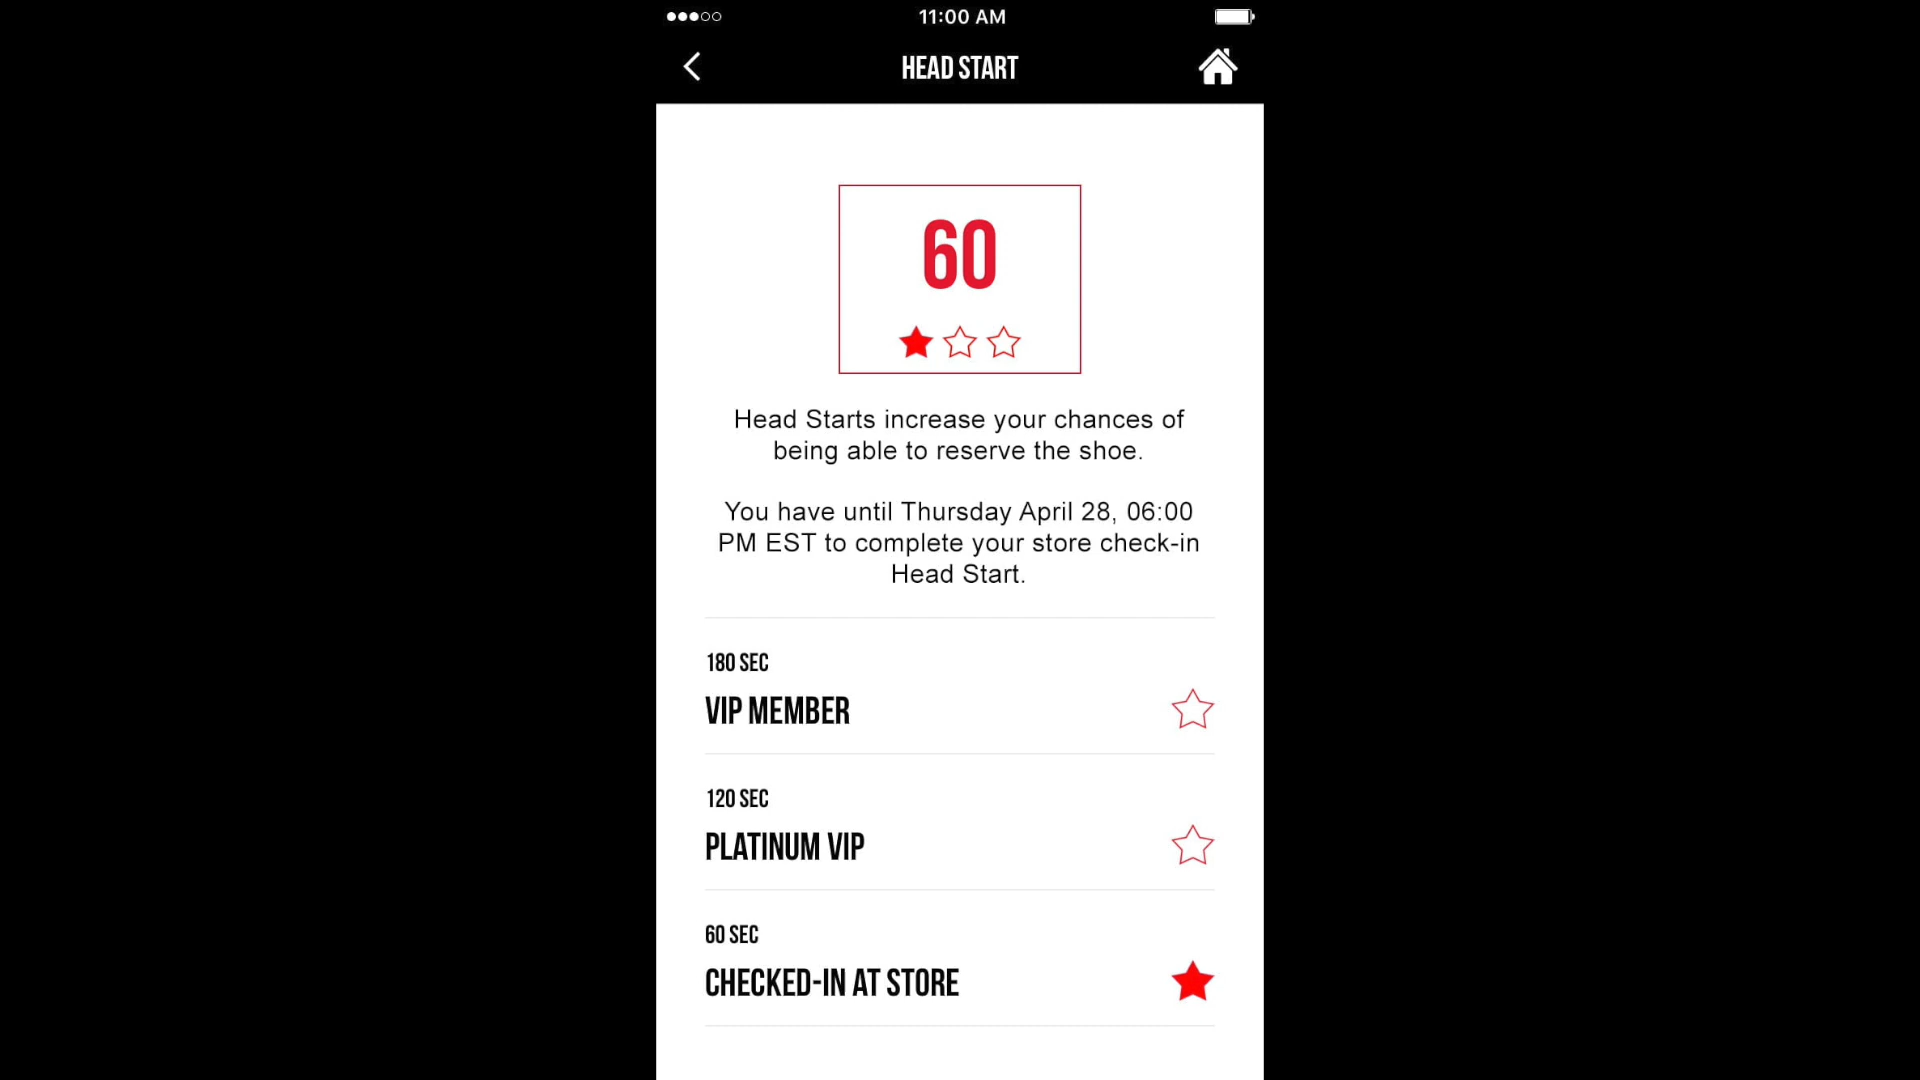 11:00 AM
HEAD START
60
Head Starts increase your chances of
being able to reserve the shoe.
You have until Thursday April 28, 06:00
PM EST to complete your store check-in
Head Start.
180 SEC
VIP MEMBER
120 SEC
PLATINUM VIP
60 SEC
CHECKED-IN AT STORE